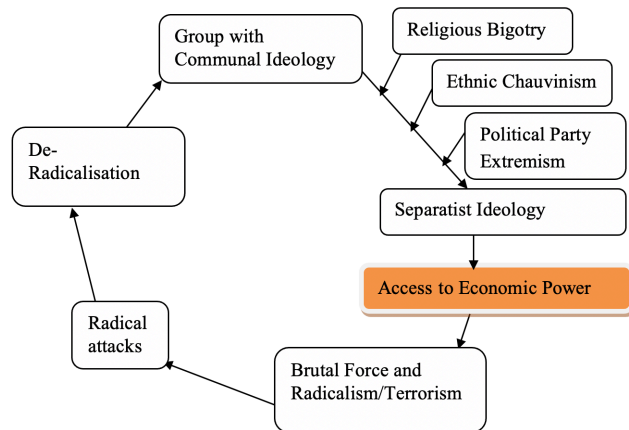 Group with
Communal Ideology
Religious Bigotry
Ethnic Chauvinism
Political Party
Extremism
Separatist Ideology
Access to Economic Power
Brutal Force and
Radicalism/Terrorism
Radical
attacks
De-
Radicalisation